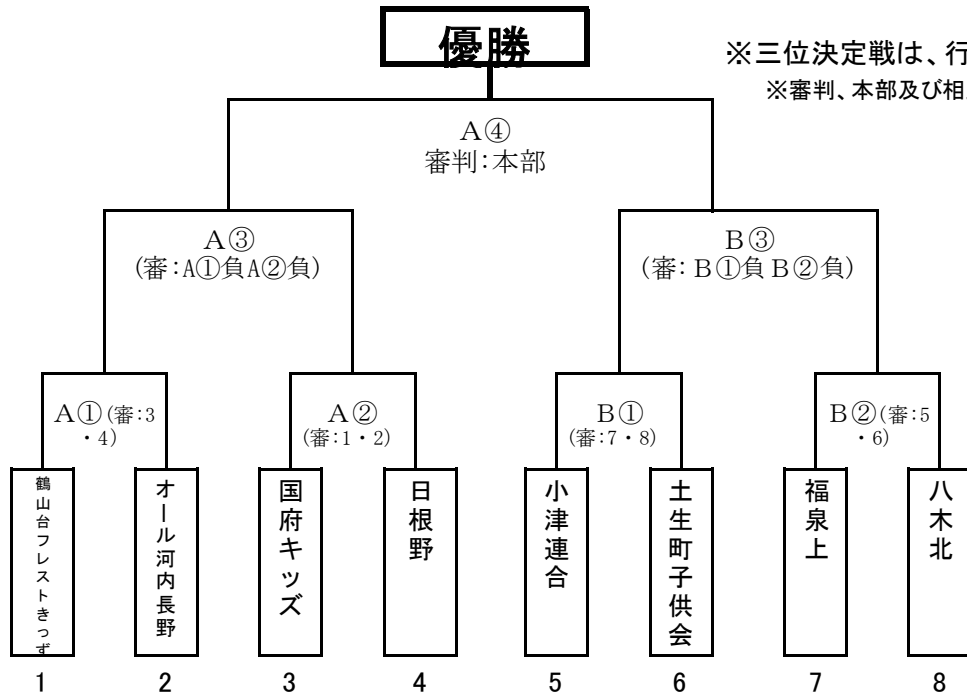 優勝
※三位決定戦は、行
※審判、本部及び相
A④
審判：本部
A③
(審：A①負A②負)
B③
(審：B①負B②負)
A①(審：3
・4)
A②
(審：1・2)
B①
(審：7・8)
B②(審：5
・6)
鶴山台フレストきっず
オール河内長野
国府キッズ
日根野
小津連合
土生町子供会
福泉上
八木北
1
2
3
4
5
6
7
8